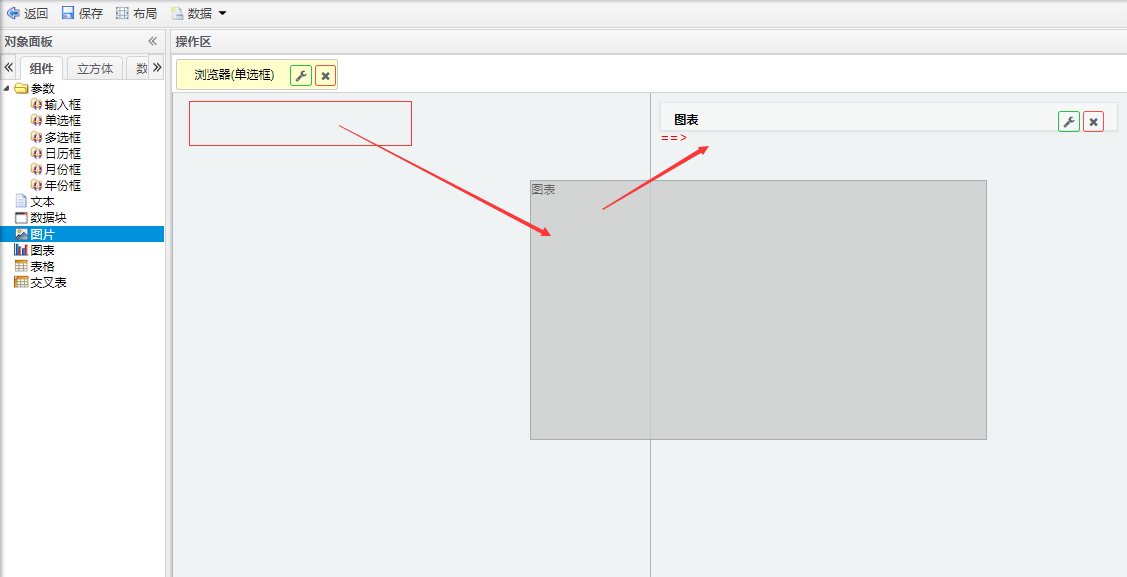 返回 保存 布局 数据
对象面板
操作区
组件 立方体 数
浏览器(单选框)
参数
输入框
单选框
多选框
日历框
月份框
年份框
文本
数据块
图片
图表
表格
交叉表
图表
==>
图表